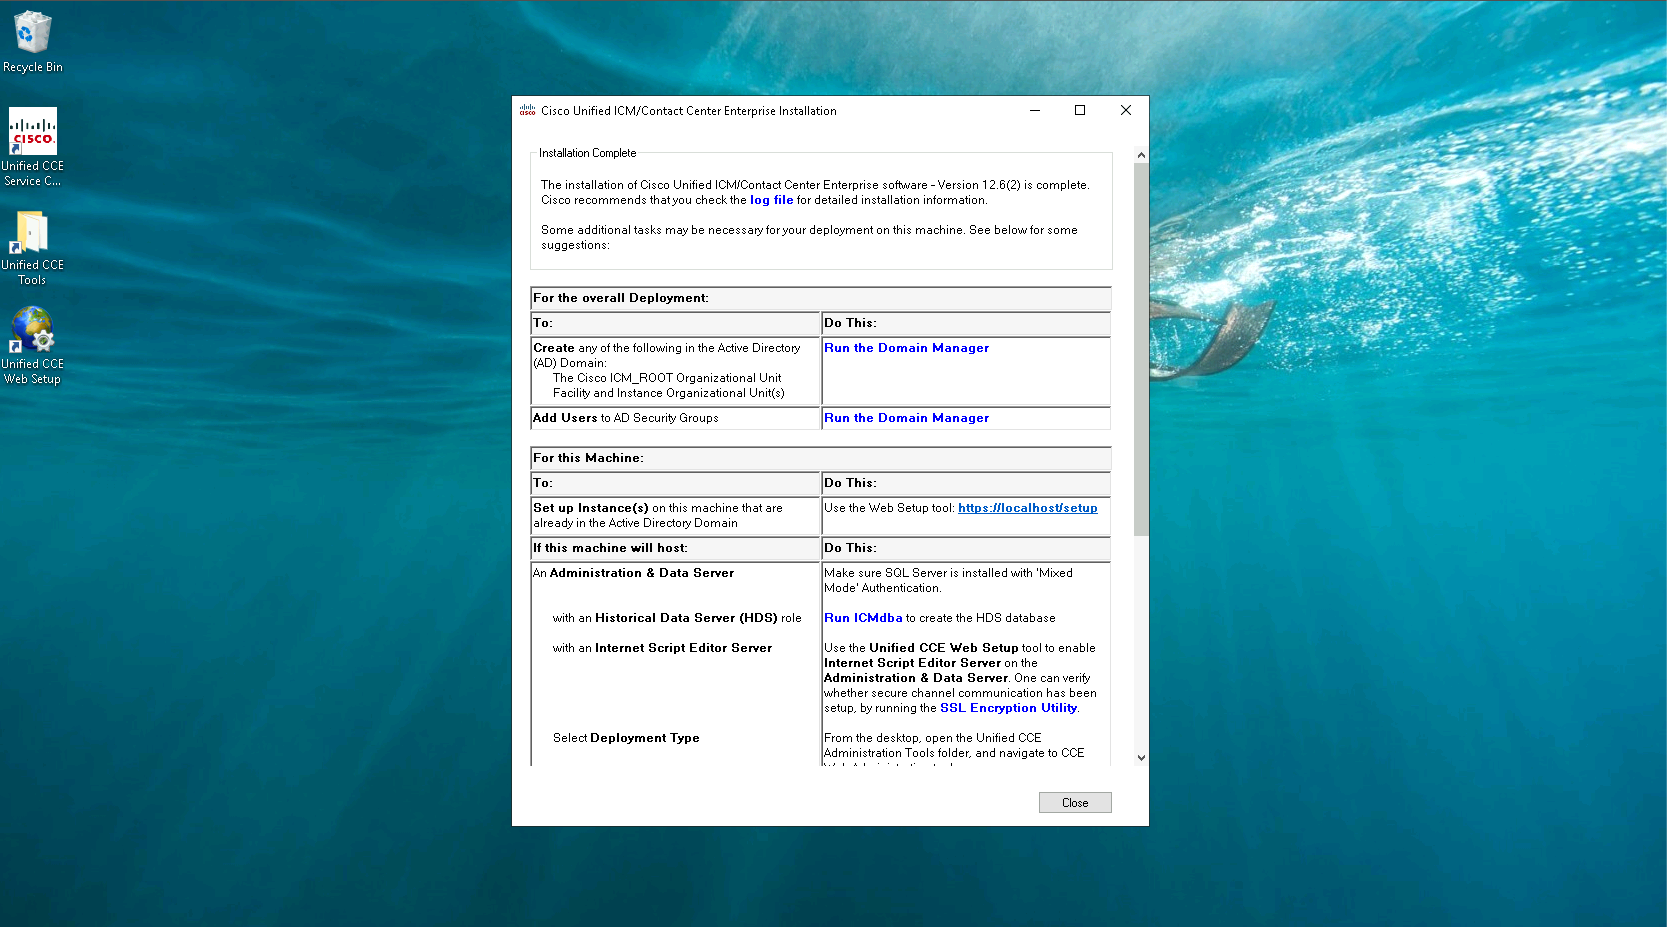 Recycle Bin
CISCO.
Unified CCE
Service C...
Unified CCE
Tools
Unified CCE
Web Setup
CISCO
Cisco Unified ICM/Contact Center Enterprise Installation
Installation Complete
The installation of Cisco Unified ICM/Contact Center Enterprise software - Version 12.6(2) is complete.
Cisco recommends that you check the log file for detailed installation information.
Some additional tasks may be necessary for your deployment on this machine. See below for some
suggestions:
For the overall Deployment:
To:
Do This:
Create any of the following in the Active Directory
(AD) Domain:
The Cisco ICM_ROOT Organizational Unit
Facility and Instance Organizational Unit(s)
Run the Domain Manager
Add Users to AD Security Groups
Run the Domain Manager
For this Machine:
To:
Do This:
Set up Instance(s) on this machine that are
already in the Active Directory Domain
Use the Web Setup tool: https://localhost/setup
If this machine will host:
Do This:
An Administration & Data Server
Make sure SQL Server is installed with 'Mixed
Mode' Authentication.
with an Historical Data Server (HDS) role
Run ICMdba to create the HDS database
with an Internet Script Editor Server
Use the Unified CCE Web Setup tool to enable
Internet Script Editor Server on the
Administration & Data Server. One can verify
whether secure channel communication has been
setup, by running the SSL Encryption Utility.
Select Deployment Type
From the desktop, open the Unified CCE
Administration Tools folder, and navigate to CCE
Close